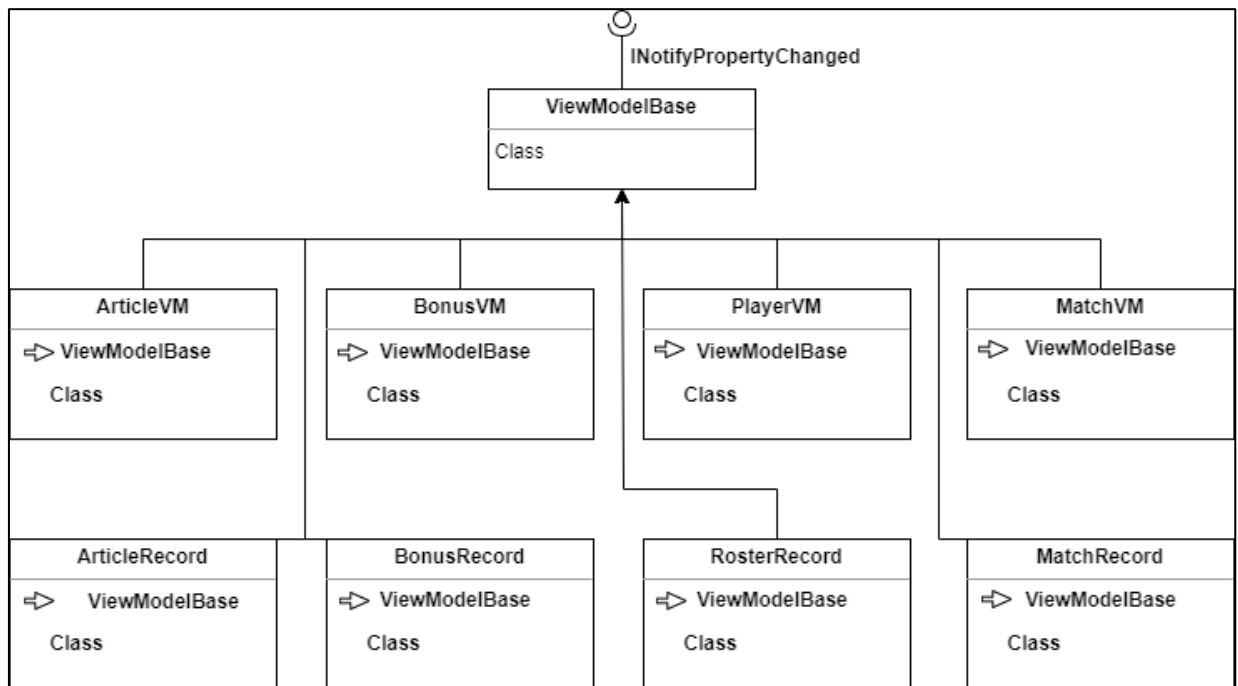 INotifyPropertyChanged
ViewModelBase
Class
ArticleVM
ViewModelBase
Class
BonusVM
ViewModelBase
Class
PlayerVM
ViewModelBase
Class
MatchVM
ViewModelBase
Class
ArticleRecord
ViewModelBase
Class
BonusRecord
ViewModelBase
Class
RosterRecord
ViewModelBase
Class
MatchRecord
ViewModelBase
Class